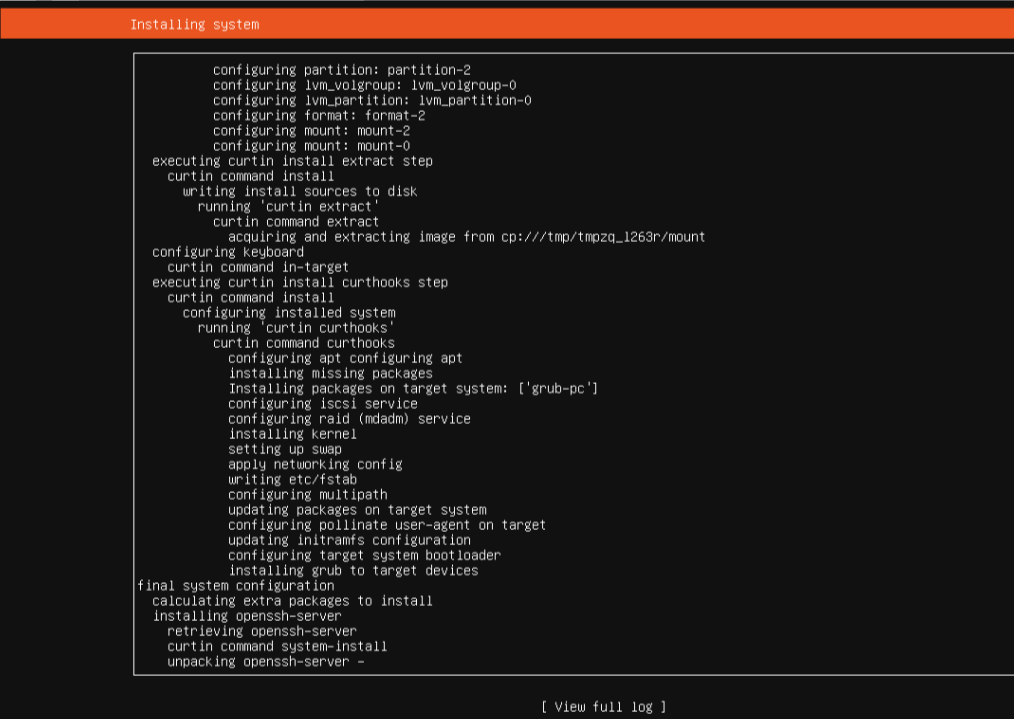 Installing system
configuring partition: partition-2
configuring lvm_volgroup: lvm_volgroup-0
configuring lvm_partition: lvm_partition-0
configuring format: format-2
configuring mount: mount-2
configuring mount: mount-0
executing curtin install extract step
curtin command install
writing install sources to disk
running 'curtin extract'
curtin command extract
acquiring and extracting image from cp:///tmp/tmpzq_l263r/mount
configuring keyboard
curtin command in-target
executing curtin install curthooks step
curtin command install
configuring installed system
running 'curtin curthooks'
curtin command curthooks
configuring apt configuring apt
installing missing packages
Installing packages on target system: ['grub-pc']
configuring iscsi service
configuring raid (mdadm) service
installing kernel
setting up swap
apply networking config
writing etc/fstab
configuring multipath
updating packages on target system
configuring pollinate user-agent on target
updating initramfs configuration
configuring target system bootloader
installing grub to target devices
final system configuration
calculating extra packages to install
installing openssh-server
retrieving openssh-server
curtin command system-install
unpacking openssh-server -
[ View full log ]